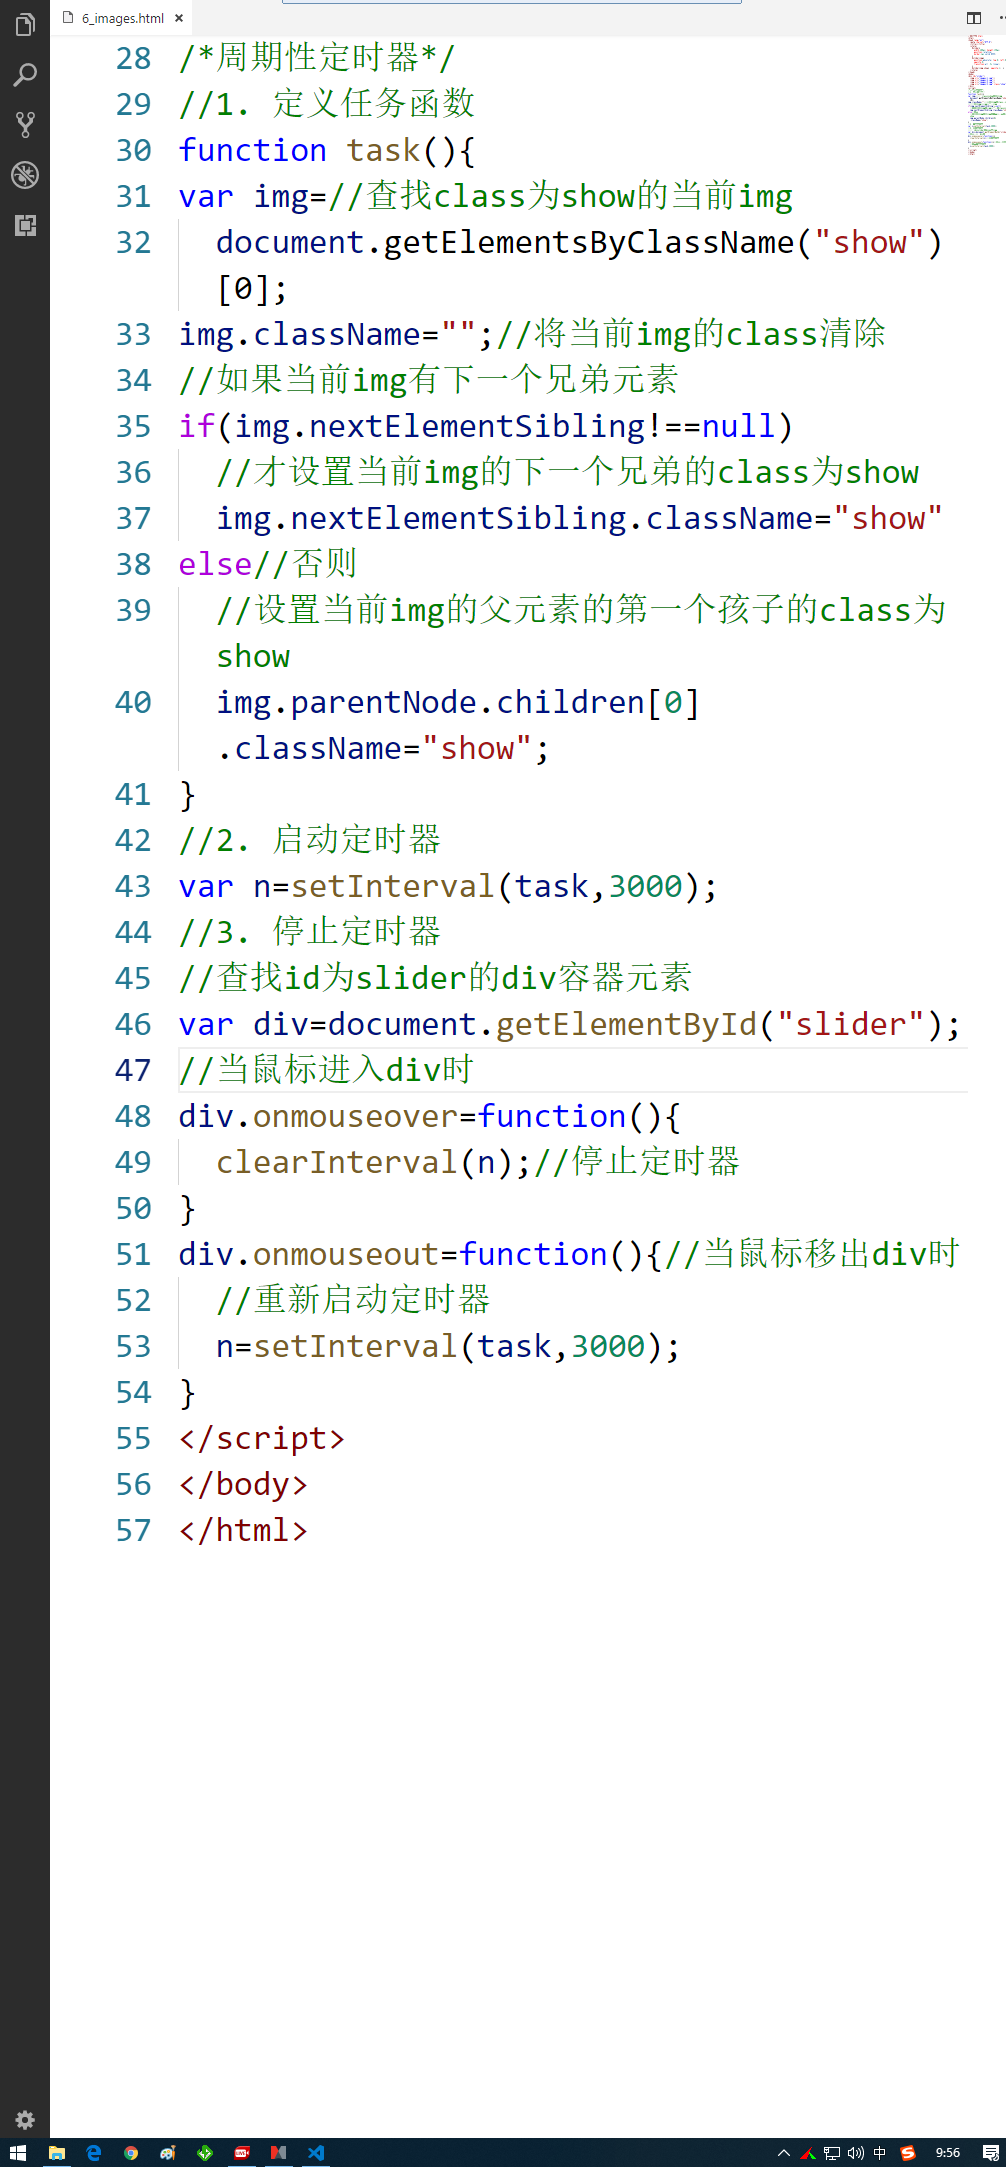 6_images.html
28 /*周期性定时器*/
29 //1. 定义任务函数
30 function task(){
31 var img=//查找class为show的当前img
32 document.getElementsByClassName("show")
[0];
33 img.className="";//将当前img的class清除
34 //如果当前img有下一个兄弟元素
35 if(img.nextElementSibling!==null)
36 //才设置当前img的下一个兄弟的class为show
37 img.nextElementSibling.className="show"
38 else//否则
39 //设置当前img的父元素的第一个孩子的class为
show
40 img.parentNode.children[0]
.className="show";
41 }
42 //2. 启动定时器
43 var n=setInterval(task,3000);
44 //3. 停止定时器
45 //查找id为slider的div容器元素
46 var div=document.getElementById("slider");
47 //当鼠标进入div时
48 div.onmouseover=function(){
49 clearInterval(n);//停止定时器
50 }
51 div.onmouseout=function(){//当鼠标移出div时
52 //重新启动定时器
53 n=setInterval(task,3000);
54 }
55 </script>
56 </body>
57 </html>
中 9:56